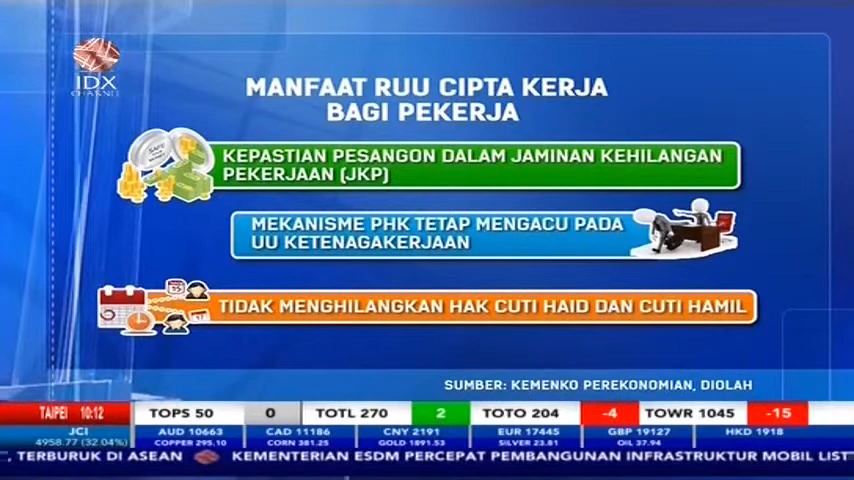 IDX
CHANNEL
MANFAAT RUU CIPTA KERJA
BAGI PEKERJA
KEPASTIAN PESANGON DALAM JAMINAN KEHILANGAN
PEKERJAAN (JKP)
MEKANISME PHK TETAP MENGACU PADA
UU KETENAGAKERJAAN
TIDAK MENGHILANGKAN HAK CUTI HAID DAN CUTI HAMIL
SUMBER: KEMENKO PEREKONOMIAN, DIOLAH
TAIPEI 10:12 TOPS 50 0 TOTL 270 2 TOTO 204 -4 TOWR 1045 -15
JCI AUD 10663 CAD 11186 CNY 2191 EUR 17445 GBP 19127 HKD 1918
4958.77 (32.04%) COPPER 295.10 CORN 381.25 GOLD 1891.53 SILVER 23.81 OIL 37.94
, TERBURUK DI ASEAN KEMENTERIAN ESDM PERCEPAT PEMBANGUNAN INFRASTRUKTUR MOBIL LIST